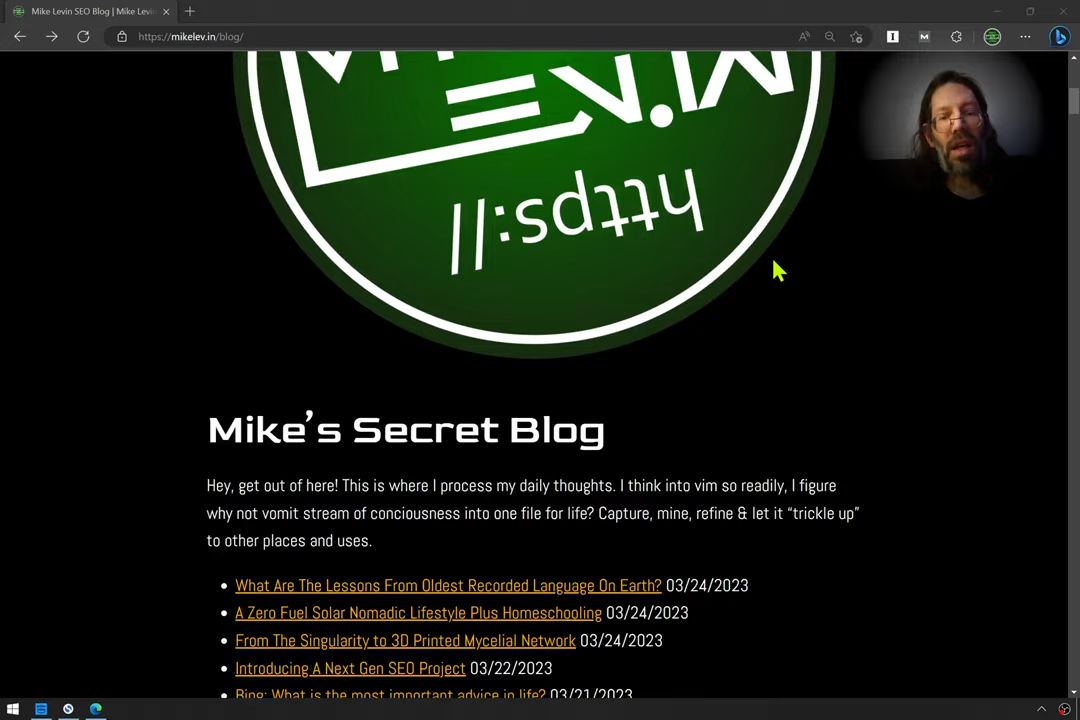 Mike Levin SEO Blog | Mike Levi
https://mikelev.in/blog/
https://
Mike's Secret Blog
Hey, get out of here! This is where I process my daily thoughts. I think into vim so readily, I figure
why not vomit stream of conciousness into one file for life? Capture, mine, refine & let it “trickle up”
to other places and uses.
What Are The Lessons From Oldest Recorded Language On Earth? 03/24/2023
A Zero Fuel Solar Nomadic Lifestyle Plus Homeschooling 03/24/2023
From The Singularity to 3D Printed Mycelial Network 03/24/2023
Introducing A Next Gen SEO Project 03/22/2023
Bing: What is the most important advice in life? 03/21/2023